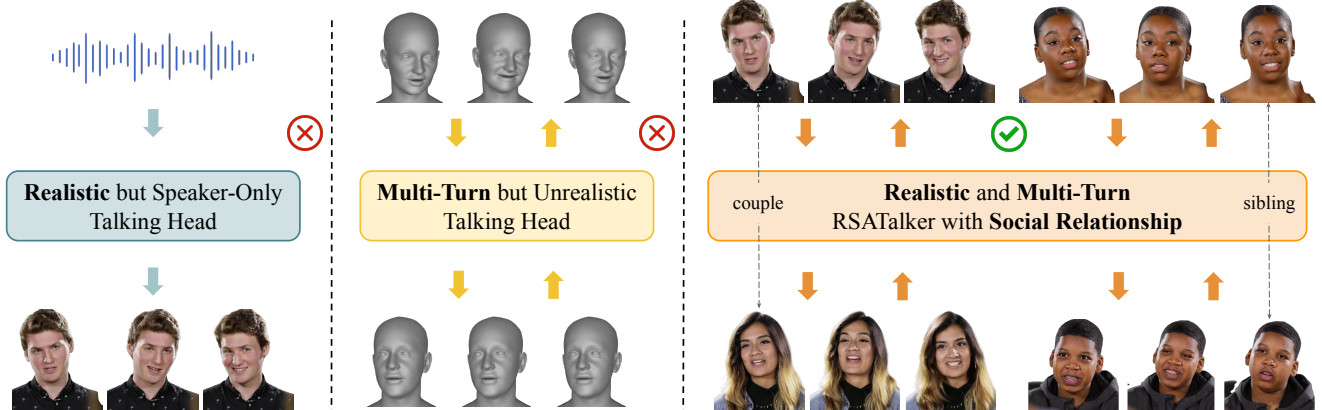 Realistic but Speaker-Only
Talking Head
Multi-Turn but Unrealistic
Talking Head
couple
Realistic and Multi-Turn
RSATalker with Social Relationship
sibling